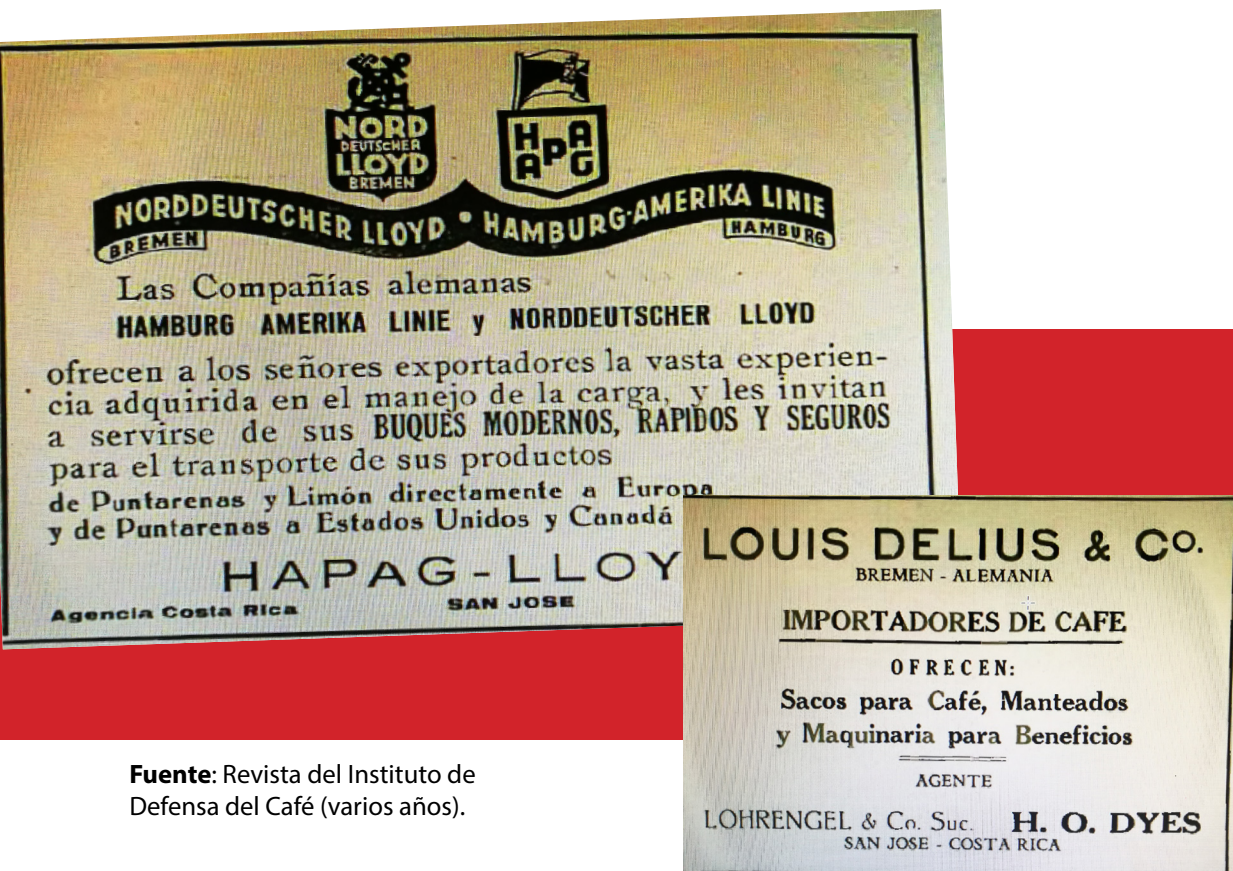 NORD
DEUTSCHER
LLOYD
BREMEN
HAPAG
NORDDEUTSCHER LLOYD • HAMBURG-AMERIKA LINIE
BREMEN
HAMBURG
Las Compañías alemanas
HAMBURG AMERIKA LINIE y NORDDEUTSCHER LLOYD
ofrecen a los señores exportadores la vasta experien-
cia adquirida en el manejo de la carga, y les invitan
a servirse de sus BUQUES MODERNOS, RAPIDOS Y SEGUROS
para el transporte de sus productos
de Puntarenas y Limón directamente a Europa
y de Puntarenas a Estados Unidos y Canadá
HAPAG-LLOY
Agencia Costa Rica SAN JOSE
LOUIS DELIUS & Co.
BREMEN - ALEMANIA
IMPORTADORES DE CAFE
OFRECEN:
Sacos para Café, Manteados
y Maquinaria para Beneficios
AGENTE
LOHRENGEL & Co. Suc. H. O. DYES
SAN JOSE - COSTA RICA
Fuente: Revista del Instituto de
Defensa del Café (varios años).